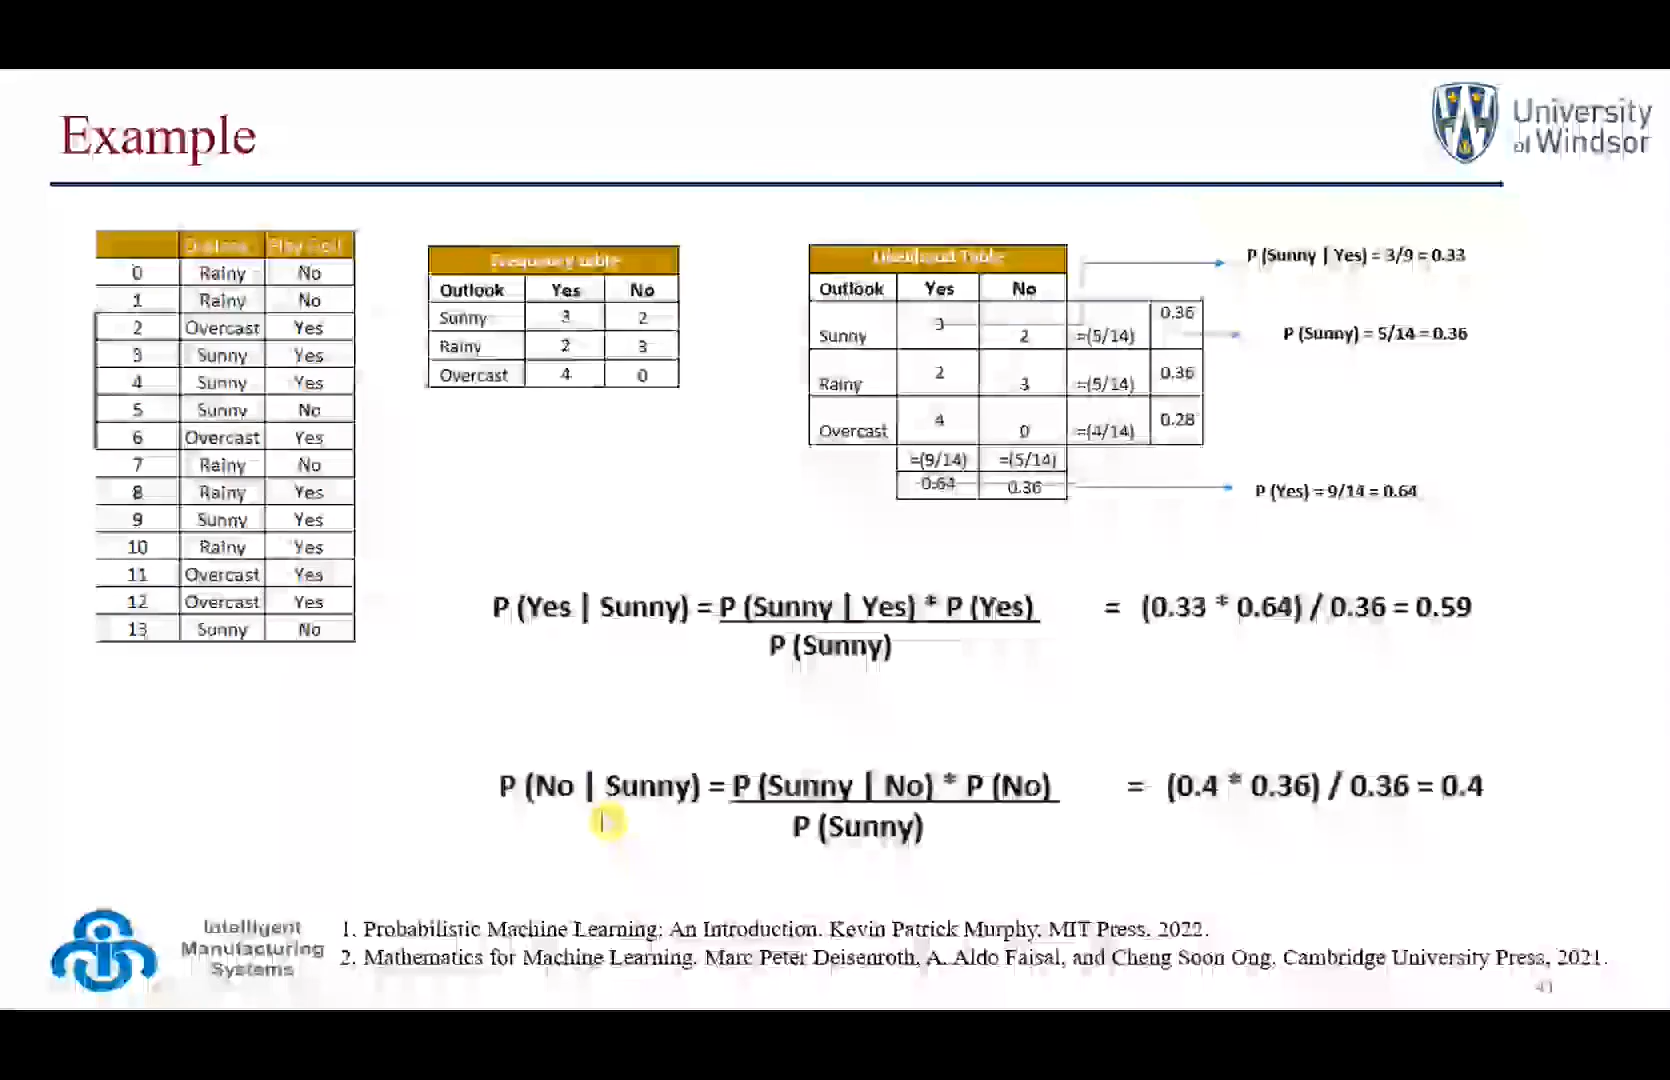 Example
University
of Windsor
Outlook Play Golf
0 Rainy No
1 Rainy No
2 Overcast Yes
3 Sunny Yes
4 Sunny Yes
5 Sunny No
6 Overcast Yes
7 Rainy No
8 Rainy Yes
9 Sunny Yes
10 Rainy Yes
11 Overcast Yes
12 Overcast Yes
13 Sunny No
Frequency Table
Outlook Yes No
Sunny 3 2
Rainy 2 3
Overcast 4 0
Likelihood Table
Outlook Yes No
Sunny 3 2 =(5/14) 0.36
Rainy 2 3 =(5/14) 0.36
Overcast 4 0 =(4/14) 0.28
=(9/14) =(5/14)
0.64 0.36
P (Sunny | Yes) = 3/9 = 0.33
P (Sunny) = 5/14 = 0.36
P (Yes) = 9/14 = 0.64
P (Yes | Sunny) = P (Sunny | Yes) * P (Yes) = (0.33 * 0.64) / 0.36 = 0.59
P (Sunny)
P (No | Sunny) = P (Sunny | No) * P (No) = (0.4 * 0.36) / 0.36 = 0.4
P (Sunny)
Intelligent
Manufacturing
Systems
1. Probabilistic Machine Learning: An Introduction. Kevin Patrick Murphy. MIT Press. 2022.
2. Mathematics for Machine Learning. Marc Peter Deisenroth, A. Aldo Faisal, and Cheng Soon Ong, Cambridge University Press, 2021.